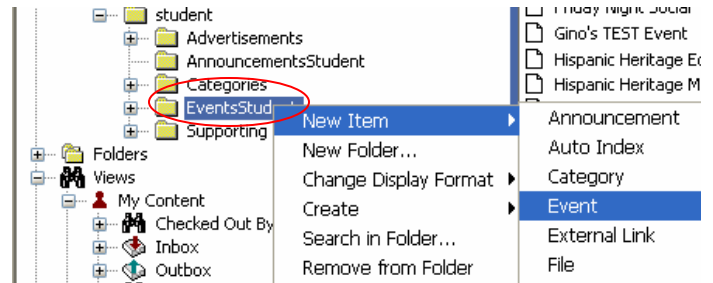 student
Advertisements
AnnouncementsStudent
Categories
EventsStudent
Supporting
Folders
Views
My Content
Checked Out By
Inbox
Outbox
New Item
New Folder...
Change Display Format
Create
Search in Folder...
Remove from Folder
Friday Night Social
Gino's TEST Event
Hispanic Heritage
Hispanic Heritage M
Announcement
Auto Index
Category
Event
External Link
File